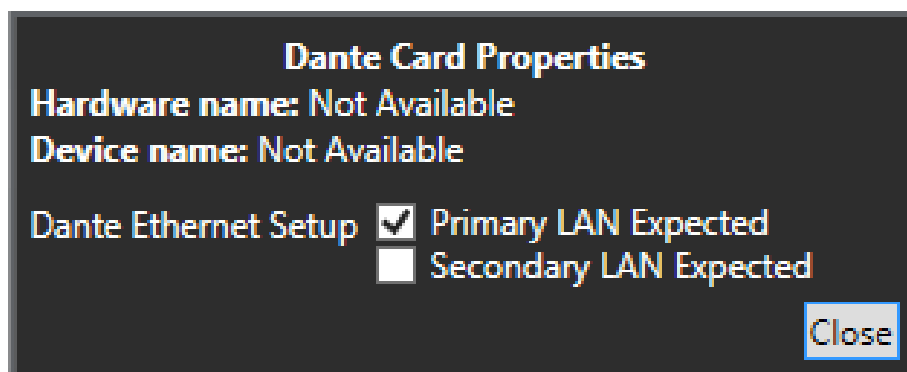 Dante Card Properties
Hardware name: Not Available
Device name: Not Available
Dante Ethernet Setup Primary LAN Expected
Secondary LAN Expected
Close